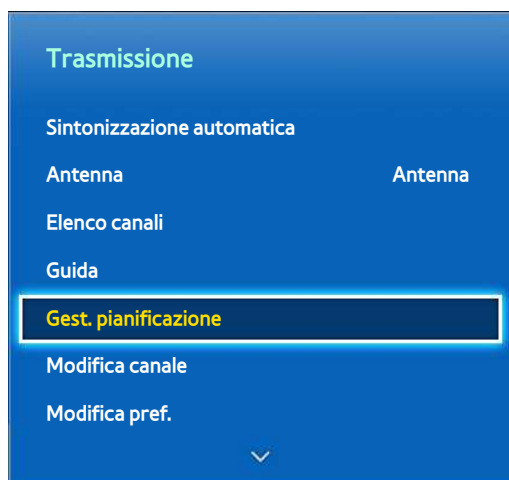 Trasmissione
Sintonizzazione automatica
Antenna Antenna
Elenco canali
Guida
Gest. pianificazione
Modifica canale
Modifica pref.